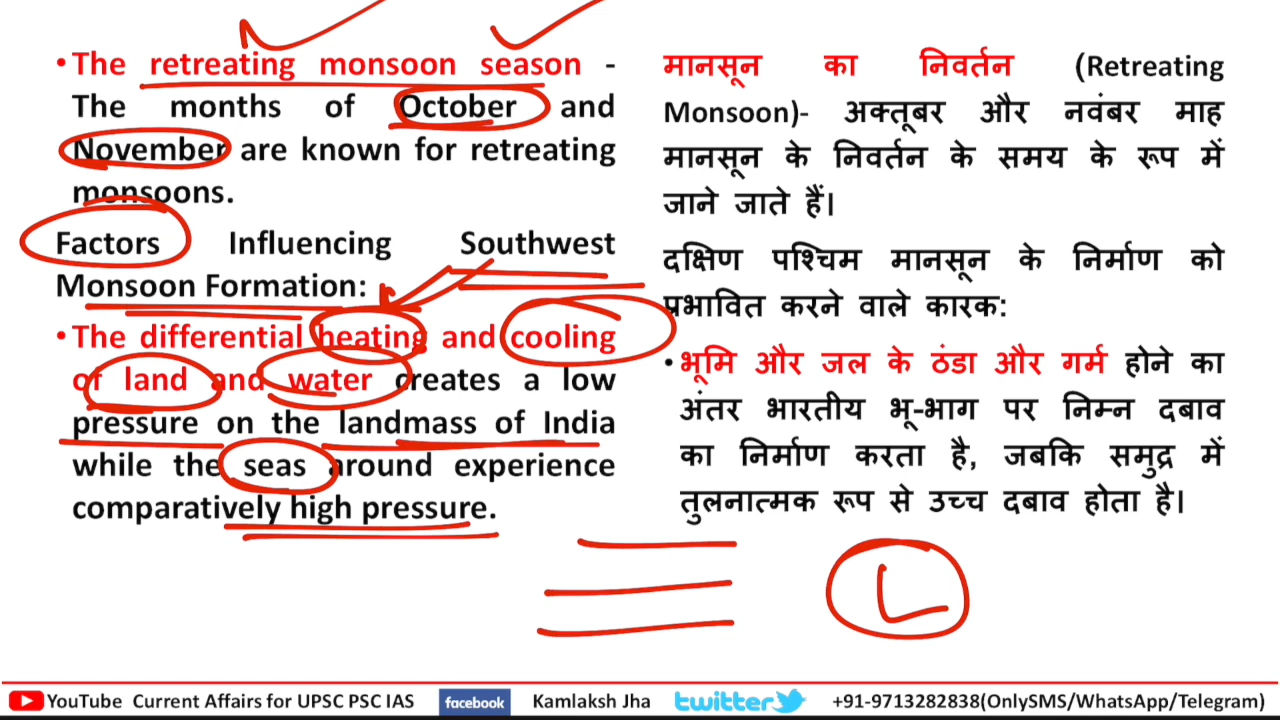 • The retreating monsoon season -
The months of October and
November are known for retreating
monsoons.
Factors Influencing Southwest
Monsoon Formation:
• The differential heating and cooling
of land and water creates a low
pressure on the landmass of India
while the seas around experience
comparatively high pressure.
मानसून का निवर्तन (Retreating
Monsoon)- अक्तूबर और नवंबर माह
मानसून के निवर्तन के समय के रूप में
जाने जाते हैं।
दक्षिण पश्चिम मानसून के निर्माण को
प्रभावित करने वाले कारक:
• भूमि और जल के ठंडा और गर्म होने का
अंतर भारतीय भू-भाग पर निम्न दबाव
का निर्माण करता है, जबकि समुद्र में
तुलनात्मक रूप से उच्च दबाव होता है।
L
YouTube Current Affairs for UPSC PSC IAS facebook Kamlaksh Jha twitter +91-9713282838(OnlySMS/WhatsApp/Telegram)